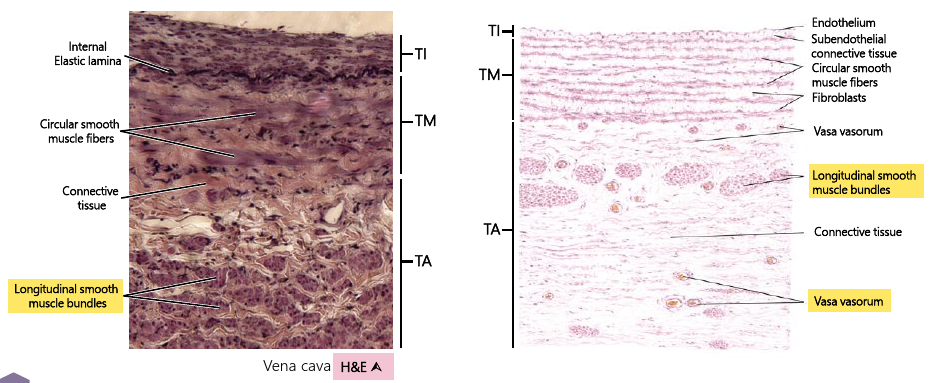 Internal
Elastic lamina
Circular smooth
muscle fibers
Connective
tissue
Longitudinal smooth
muscle bundles
TI
TM
TA
Vena cava H&E
TI
TM
TA
Endothelium
Subendothelial
connective tissue
Circular smooth
muscle fibers
Fibroblasts
Vasa vasorum
Longitudinal smooth
muscle bundles
Connective tissue
Vasa vasorum